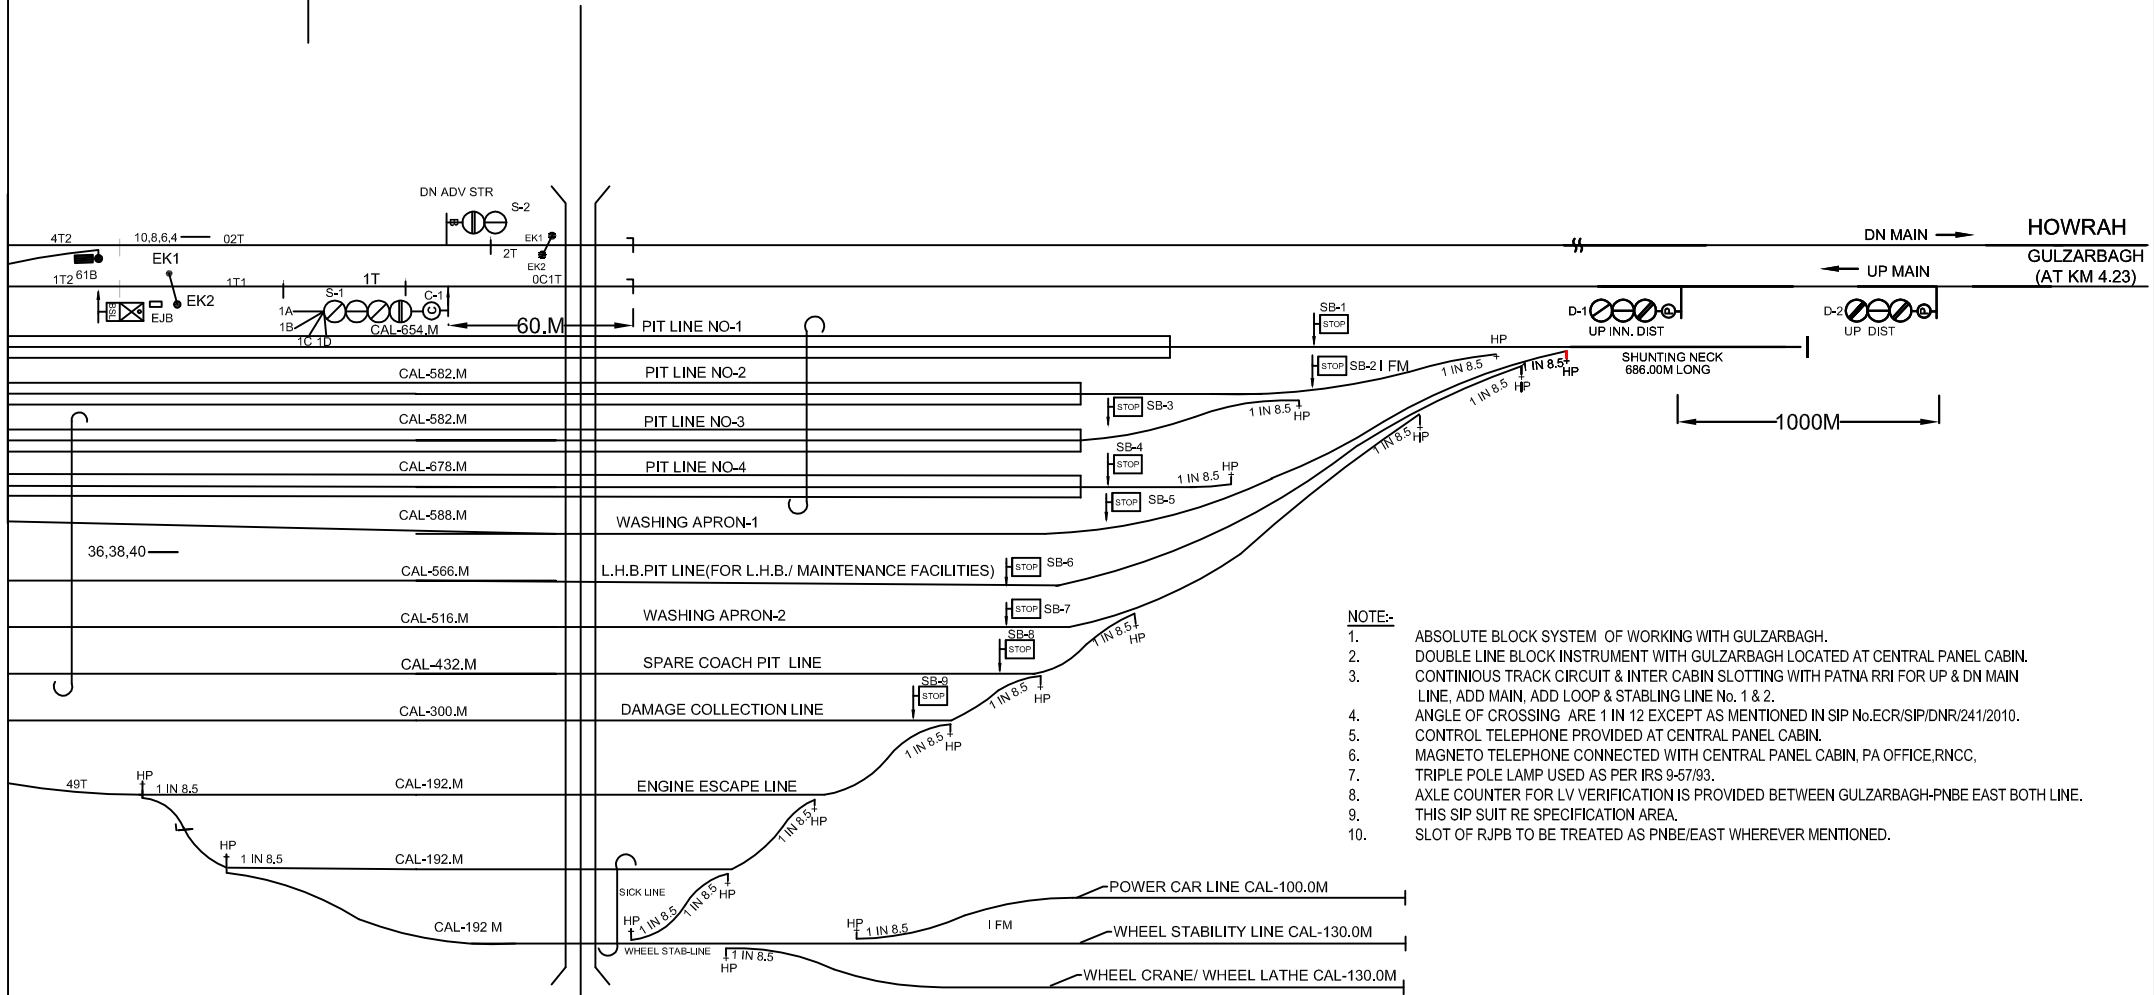 DN ADV STR
S-2
4T2
10,8,6,4
02T
EK1
2T
EK2
0C1T
DN MAIN
HOWRAH
GULZARBAGH
(AT KM 4.23)
UP MAIN
EK1
1T2
61B
1T1
1T
EK2
EJB
S-1
C-1
C
1A
1B
1C 1D
CAL-654.M
60.M
PIT LINE NO-1
SB-1
STOP
D-1
P
UP INN. DIST
D-2
P
UP DIST
HP
SHUNTING NECK
686.00M LONG
CAL-582.M
PIT LINE NO-2
STOP
SB-2
I FM
1 IN 8.5
1 IN 8.5
HP
1 IN 8.5
HP
STOP
SB-3
1 IN 8.5
HP
1000M
CAL-582.M
PIT LINE NO-3
1 IN 8.5
HP
SB-4
STOP
CAL-678.M
PIT LINE NO-4
1 IN 8.5
HP
STOP
SB-5
CAL-588.M
WASHING APRON-1
36,38,40
CAL-566.M
L.H.B.PIT LINE(FOR L.H.B./ MAINTENANCE FACILITIES)
STOP
SB-6
CAL-516.M
WASHING APRON-2
STOP
SB-7
SB-8
STOP
1 IN 8.5
HP
CAL-432.M
SPARE COACH PIT LINE
SB-9
STOP
1 IN 8.5
HP
CAL-300.M
DAMAGE COLLECTION LINE
1 IN 8.5
HP
49T
HP
1 IN 8.5
CAL-192.M
ENGINE ESCAPE LINE
1 IN 8.5
HP
HP
1 IN 8.5
CAL-192.M
SICK LINE
1 IN 8.5
HP
HP
1 IN 8.5
CAL-192 M
WHEEL STAB-LINE
1 IN 8.5
HP
HP
1 IN 8.5
I FM
POWER CAR LINE CAL-100.0M
WHEEL STABILITY LINE CAL-130.0M
WHEEL CRANE/ WHEEL LATHE CAL-130.0M
NOTE:-
1. ABSOLUTE BLOCK SYSTEM OF WORKING WITH GULZARBAGH.
2. DOUBLE LINE BLOCK INSTRUMENT WITH GULZARBAGH LOCATED AT CENTRAL PANEL CABIN.
3. CONTINIOUS TRACK CIRCUIT & INTER CABIN SLOTTING WITH PATNA RRI FOR UP & DN MAIN
LINE, ADD MAIN, ADD LOOP & STABLING LINE No. 1 & 2.
4. ANGLE OF CROSSING ARE 1 IN 12 EXCEPT AS MENTIONED IN SIP No.ECR/SIP/DNR/241/2010.
5. CONTROL TELEPHONE PROVIDED AT CENTRAL PANEL CABIN.
6. MAGNETO TELEPHONE CONNECTED WITH CENTRAL PANEL CABIN, PA OFFICE,RNCC,
7. TRIPLE POLE LAMP USED AS PER IRS 9-57/93.
8. AXLE COUNTER FOR LV VERIFICATION IS PROVIDED BETWEEN GULZARBAGH-PNBE EAST BOTH LINE.
9. THIS SIP SUIT RE SPECIFICATION AREA.
10. SLOT OF RJPB TO BE TREATED AS PNBE/EAST WHEREVER MENTIONED.